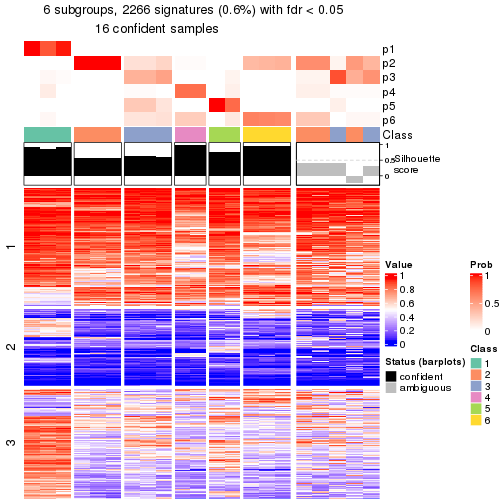 6 subgroups, 2266 signatures (0.6%) with fdr < 0.05
16 confident samples
p1
p2
p3
p4
p5
p6
Class
1
0.5
0
Silhouette
score
1
2
3
Value
1
0.8
0.6
0.4
0.2
0
Status (barplots)
confident
ambiguous
Prob
1
0.5
0
Class
1
2
3
4
5
6